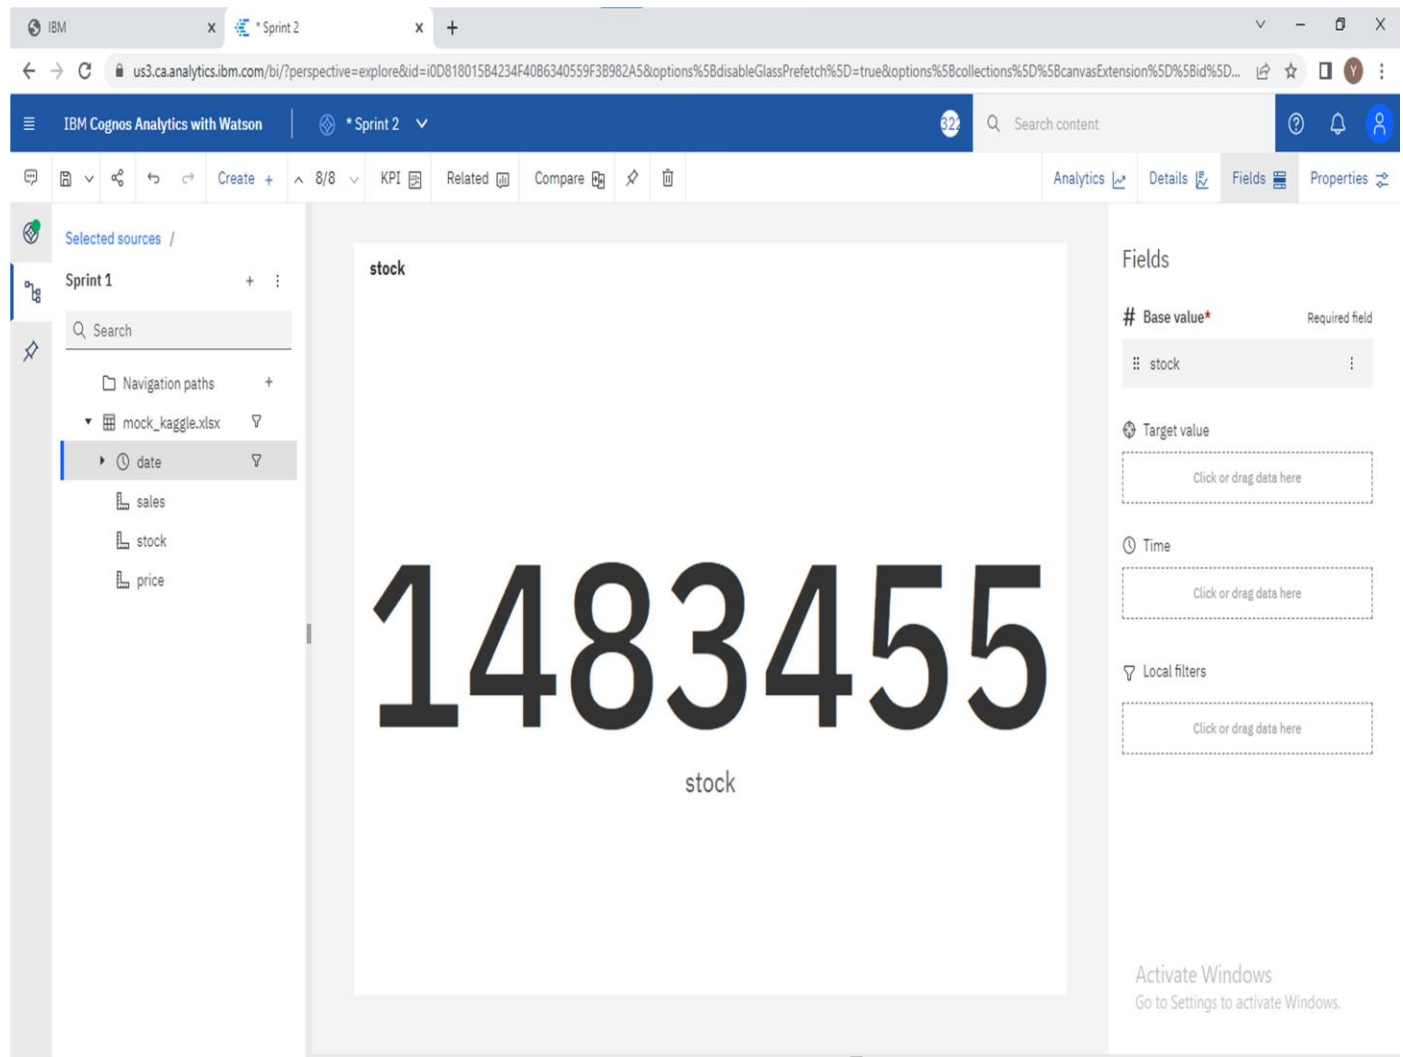 IBM
* Sprint 2
us3.ca.analytics.ibm.com/bi/?perspective=explore&id=i0D818015B4234F40B6340559F3B982A5&options%5BdisableGlassPrefetch%5D=true&options%5Bcollections%5D%5BcanvasExtension%5D%5Bid%5D...
Y
IBM Cognos Analytics with Watson
* Sprint 2
322
Search content
Create +
8/8
KPI
Related
Compare
Analytics
Details
Fields
Properties
Selected sources /
Sprint 1
Search
Navigation paths
mock_kaggle.xlsx
date
sales
stock
price
stock
1483455
stock
Fields
# Base value*
Required field
stock
Target value
Click or drag data here
Time
Click or drag data here
Local filters
Click or drag data here
Activate Windows
Go to Settings to activate Windows.